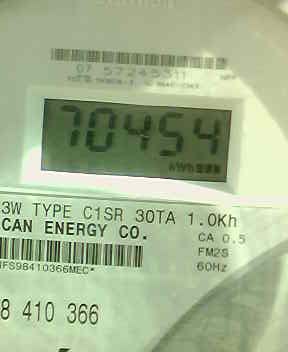 07 57245311
70454
kWh
3W TYPE C1SR 30TA 1.0Kh
CAN ENERGY CO.
CA 0.5
FM2S
60Hz
FS98410366MEC*
8 410 366